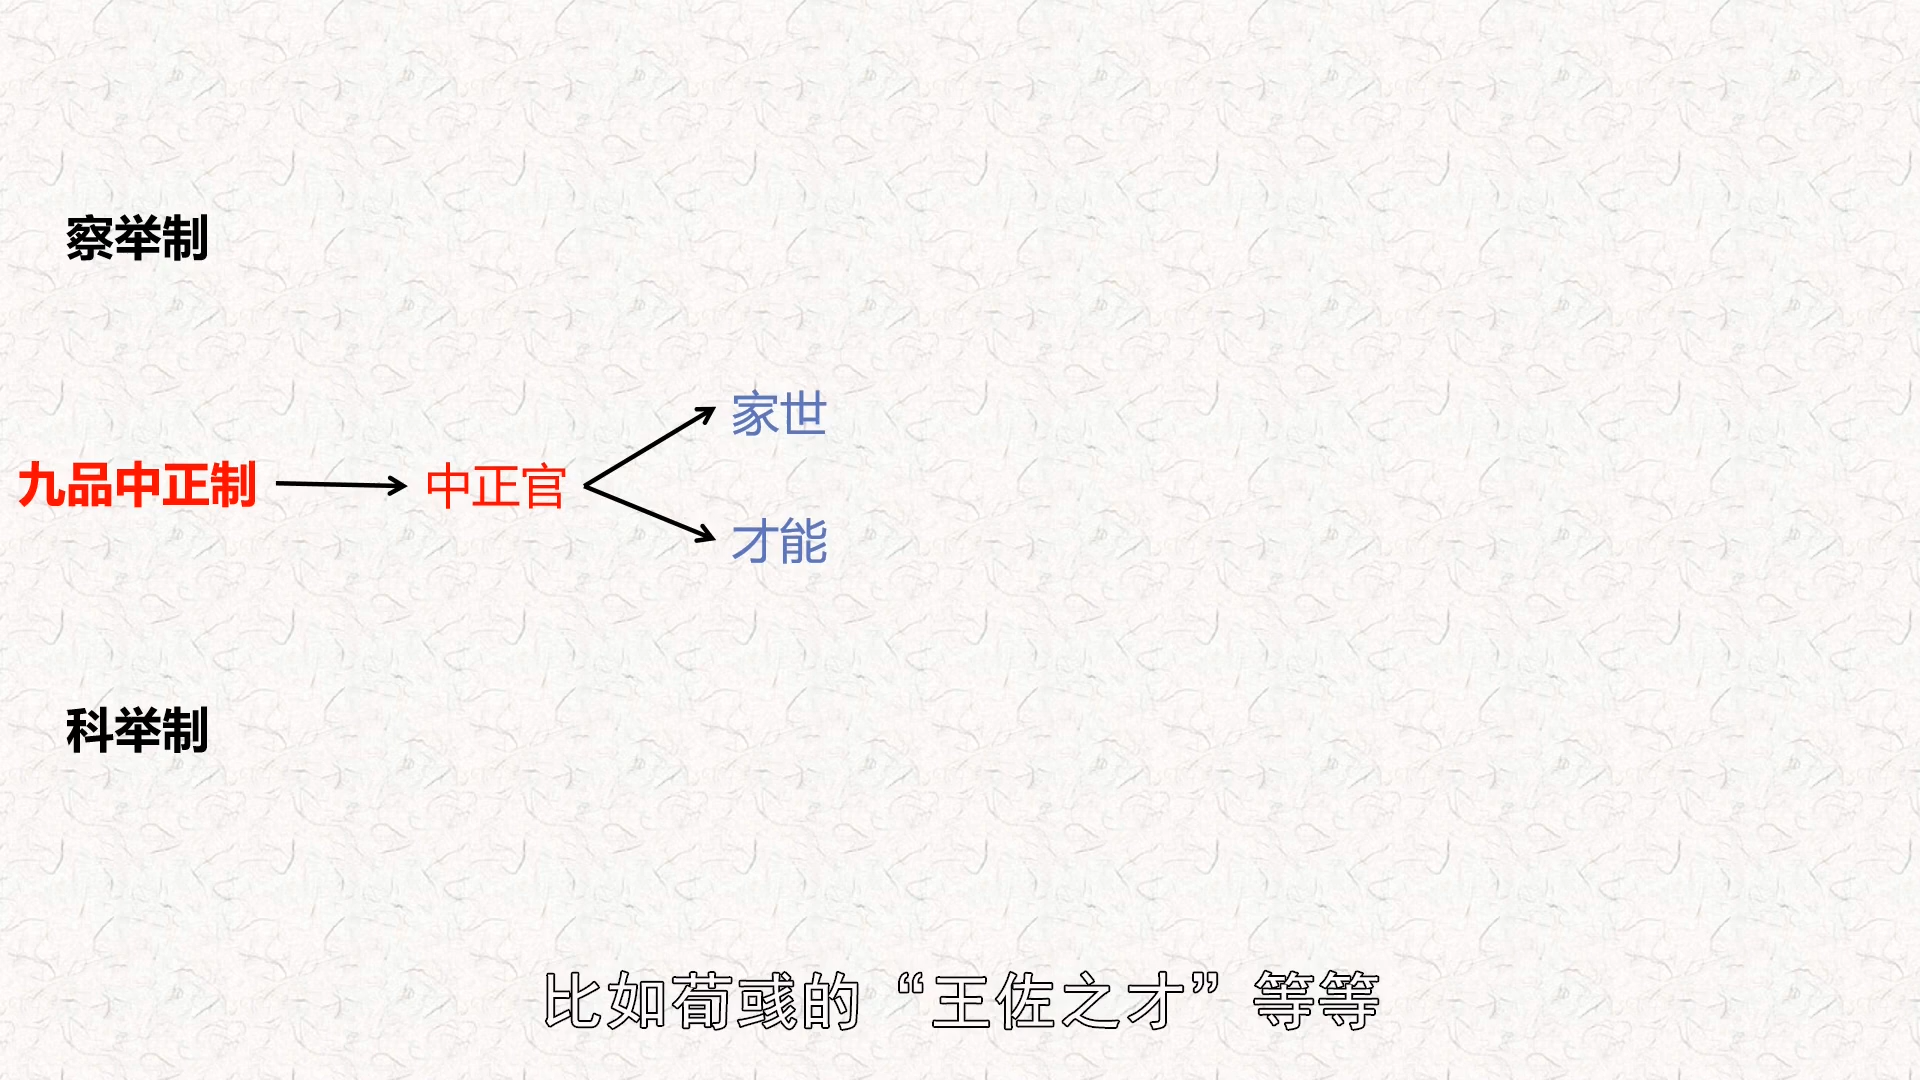 察举制
家世
九品中正制
中正官
才能
科举制
比如荀彧的“王佐之才”等等